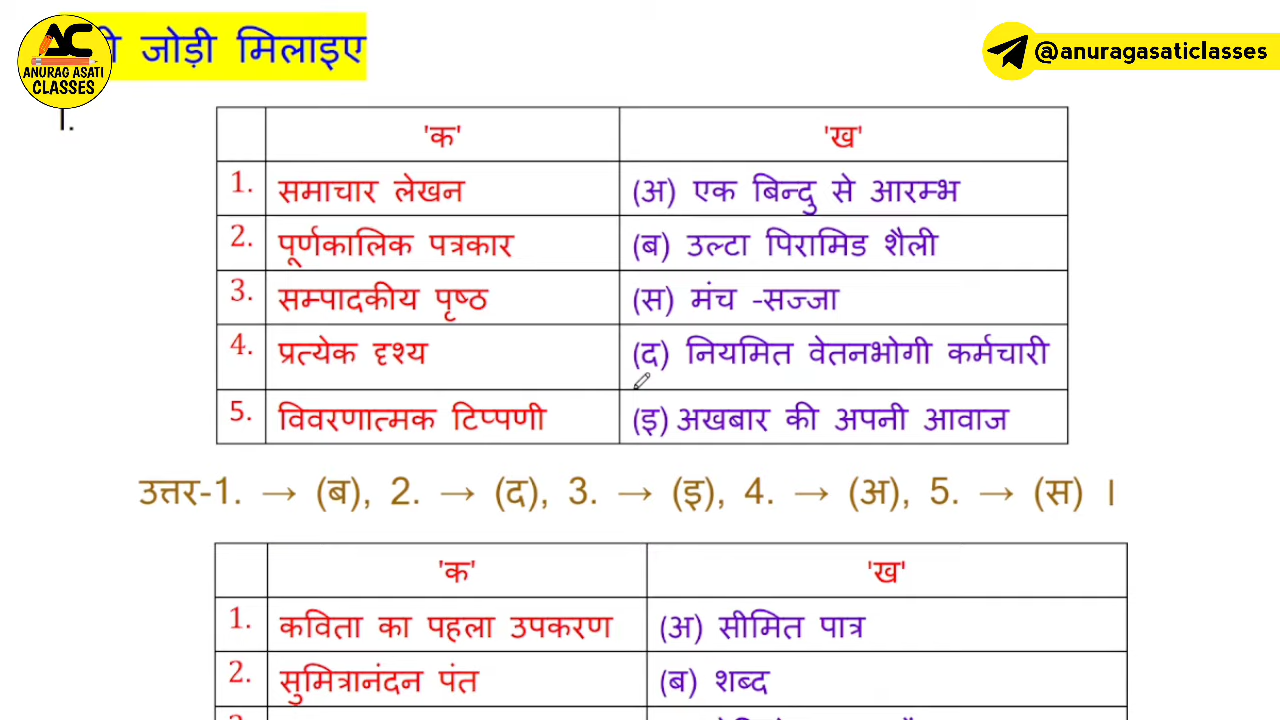 ी जोड़ी मिलाइए
AC
ANURAG ASATI
CLASSES
@anuragasaticlasses
I.
'क' 'ख'
1. समाचार लेखन (अ) एक बिन्दु से आरम्भ
2. पूर्णकालिक पत्रकार (ब) उल्टा पिरामिड शैली
3. सम्पादकीय पृष्ठ (स) मंच -सज्जा
4. प्रत्येक दृश्य (द) नियमित वेतनभोगी कर्मचारी
5. विवरणात्मक टिप्पणी (इ) अखबार की अपनी आवाज
उत्तर-1. → (ब), 2. → (द), 3. → (इ), 4. → (अ), 5. → (स) ।
'क' 'ख'
1. कविता का पहला उपकरण (अ) सीमित पात्र
2. सुमित्रानंदन पंत (ब) शब्द